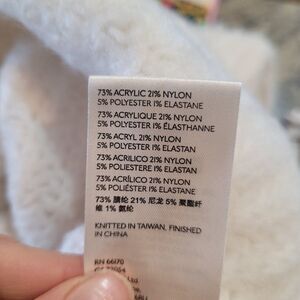 73% ACRYLIC 21% NYLON
5% POLYESTER 1% ELASTANE
73% ACRYLIQUE 21% NYLON
5% POLYESTER 1% ÉLASTHANNE
73% ACRYL 21% NYLON
5% POLYESTER 1% ELASTAN
73% ACRILICO 21% NYLON
5% POLIESTERE 1% ELASTAN
73% ACRÍLICO 21% NYLON
5% POLIÉSTER 1% ELASTANE
73% 腈纶 21% 尼龙 5% 聚酯纤
维 1% 氨纶
KNITTED IN TAIWAN, FINISHED
IN CHINA
RN 66170